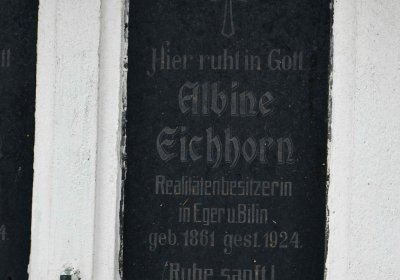 Hier ruht in Gott
Albine
Eichhorn
Realitätenbesitzerin
in Eger u. Bilin
geb. 1861 gest. 1924.
Ruhe sanft!